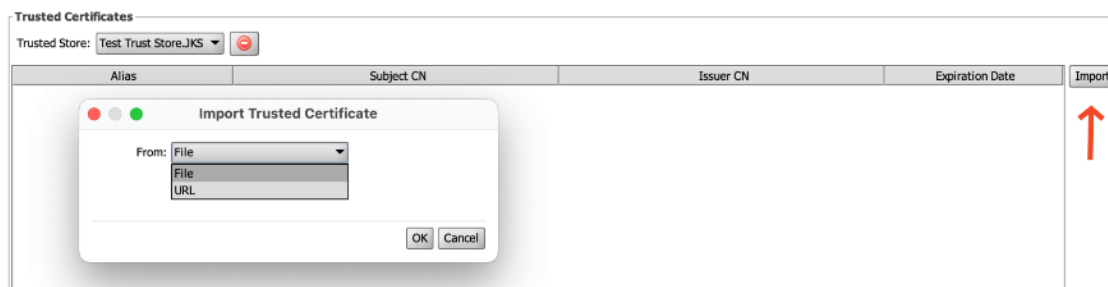 Trusted Certificates
Trusted Store: Test Trust Store.JKS
Alias Subject CN Issuer CN Expiration Date Import
Import Trusted Certificate
From: File
File
URL
OK Cancel